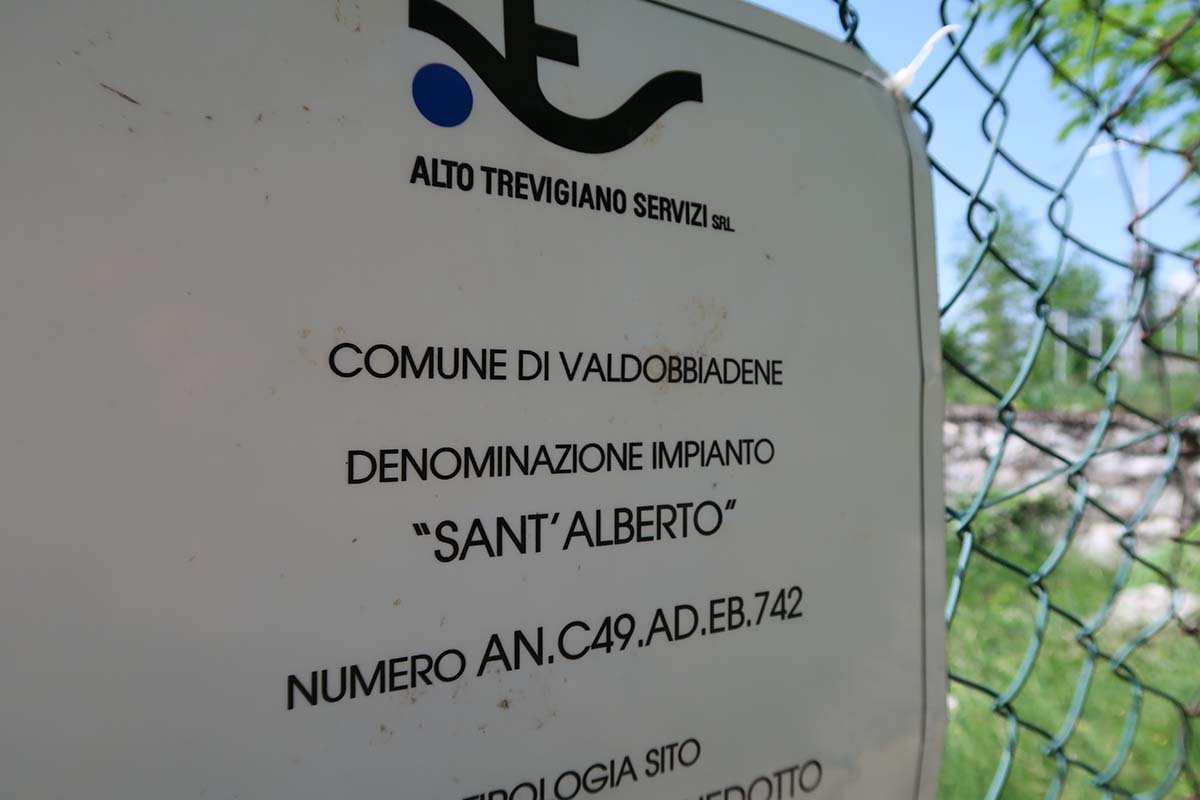 ALTO TREVIGIANO SERVIZI SRL
COMUNE DI VALDOBBIADENE
DENOMINAZIONE IMPIANTO
"SANT'ALBERTO"
NUMERO AN.C49.AD.EB.742
TIPOLOGIA SITO